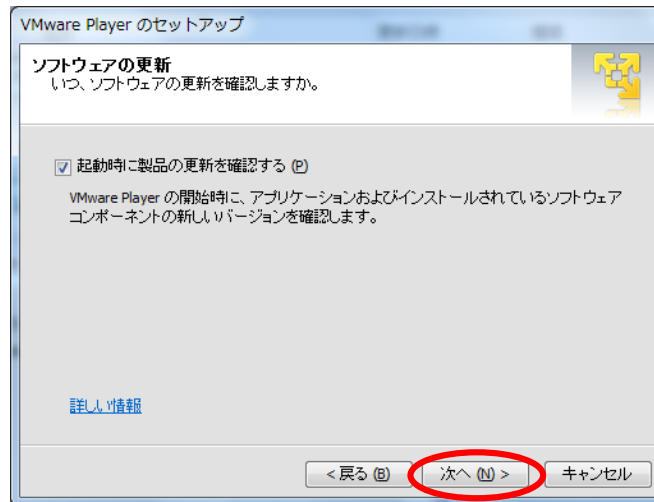 VMware Player のセットアップ
ソフトウェアの更新
いつ、ソフトウェアの更新を確認しますか。
起動時に製品の更新を確認する (P)
VMware Player の開始時に、アプリケーションおよびインストールされているソフトウェア
コンポーネントの新しいバージョンを確認します。
詳しい情報
< 戻る (B)
次へ (N) >
キャンセル